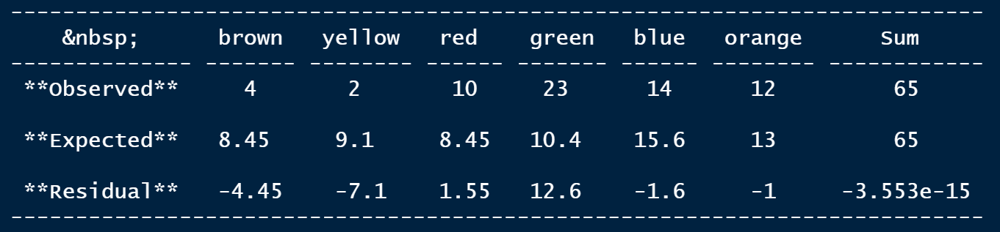 --------------------------------------------------------------------------
&nbsp; brown yellow red green blue orange Sum
-------------- ------- -------- ------ ------- ------ -------- ------------
**Observed** 4 2 10 23 14 12 65
**Expected** 8.45 9.1 8.45 10.4 15.6 13 65
**Residual** -4.45 -7.1 1.55 12.6 -1.6 -1 -3.553e-15
--------------------------------------------------------------------------